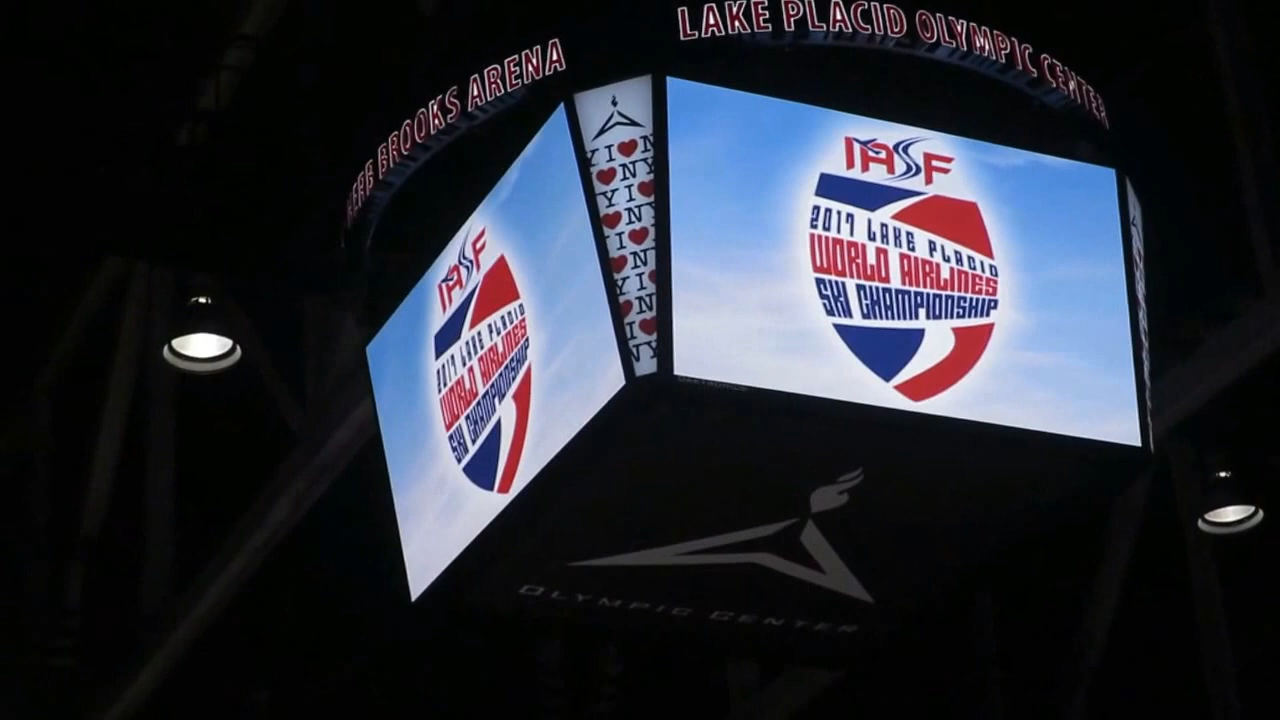 LAKE PLACID OLYMPIC CENTER
HERB BROOKS ARENA
IASF
2017 LAKE PLACID
WORLD AIRLINES
SKI CHAMPIONSHIP
IASF
2017 LAKE PLACID
WORLD AIRLINES
SKI CHAMPIONSHIP
Y I ♥ N
♥ NY
Y I ♥
♥ NY
Y I ♥ N
♥ NY I
Y I ♥ N
♥ NY
OLYMPIC CENTER